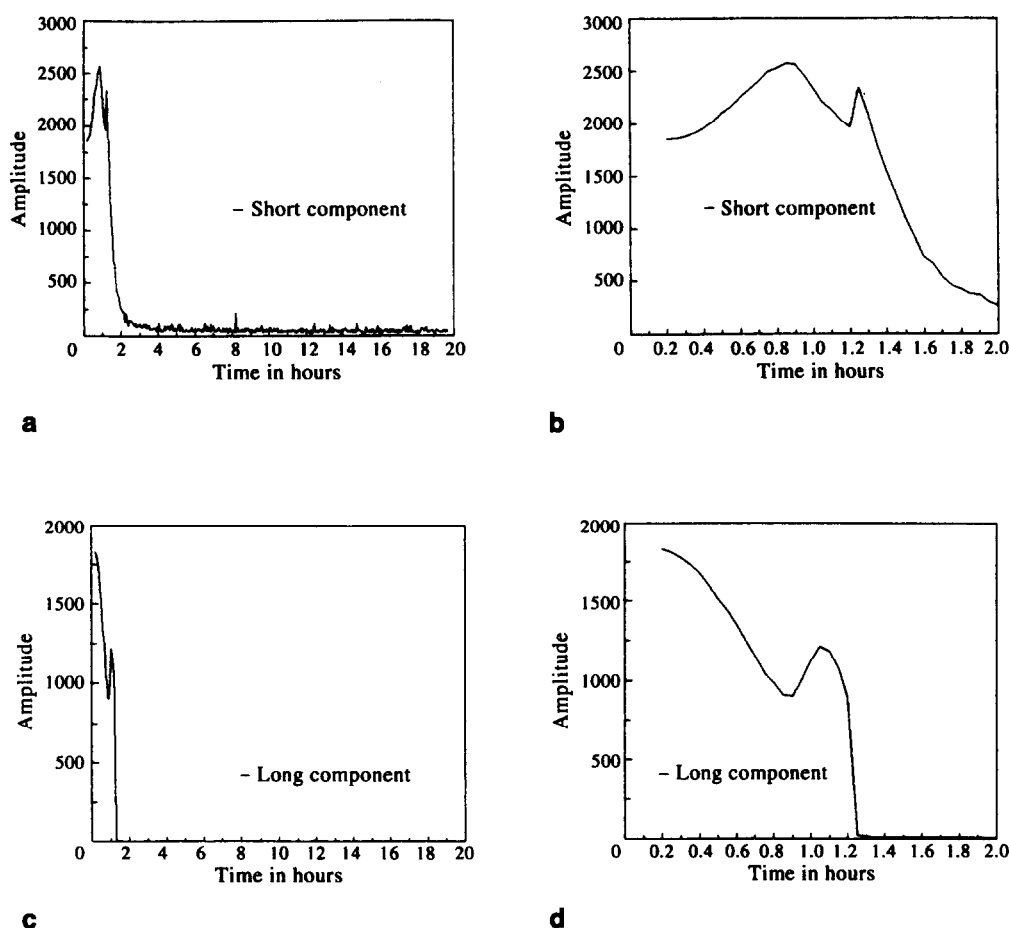 3000
2500
2000
1500
1000
500
0 2 4 6 8 10 12 14 16 18 20
Amplitude
– Short component
Time in hours
a
3000
2500
2000
1500
1000
500
0 0.2 0.4 0.6 0.8 1.0 1.2 1.4 1.6 1.8 2.0
Amplitude
– Short component
Time in hours
b
2000
1500
1000
500
0 2 4 6 8 10 12 14 16 18 20
Amplitude
– Long component
Time in hours
c
2000
1500
1000
500
0 0.2 0.4 0.6 0.8 1.0 1.2 1.4 1.6 1.8 2.0
Amplitude
– Long component
Time in hours
d